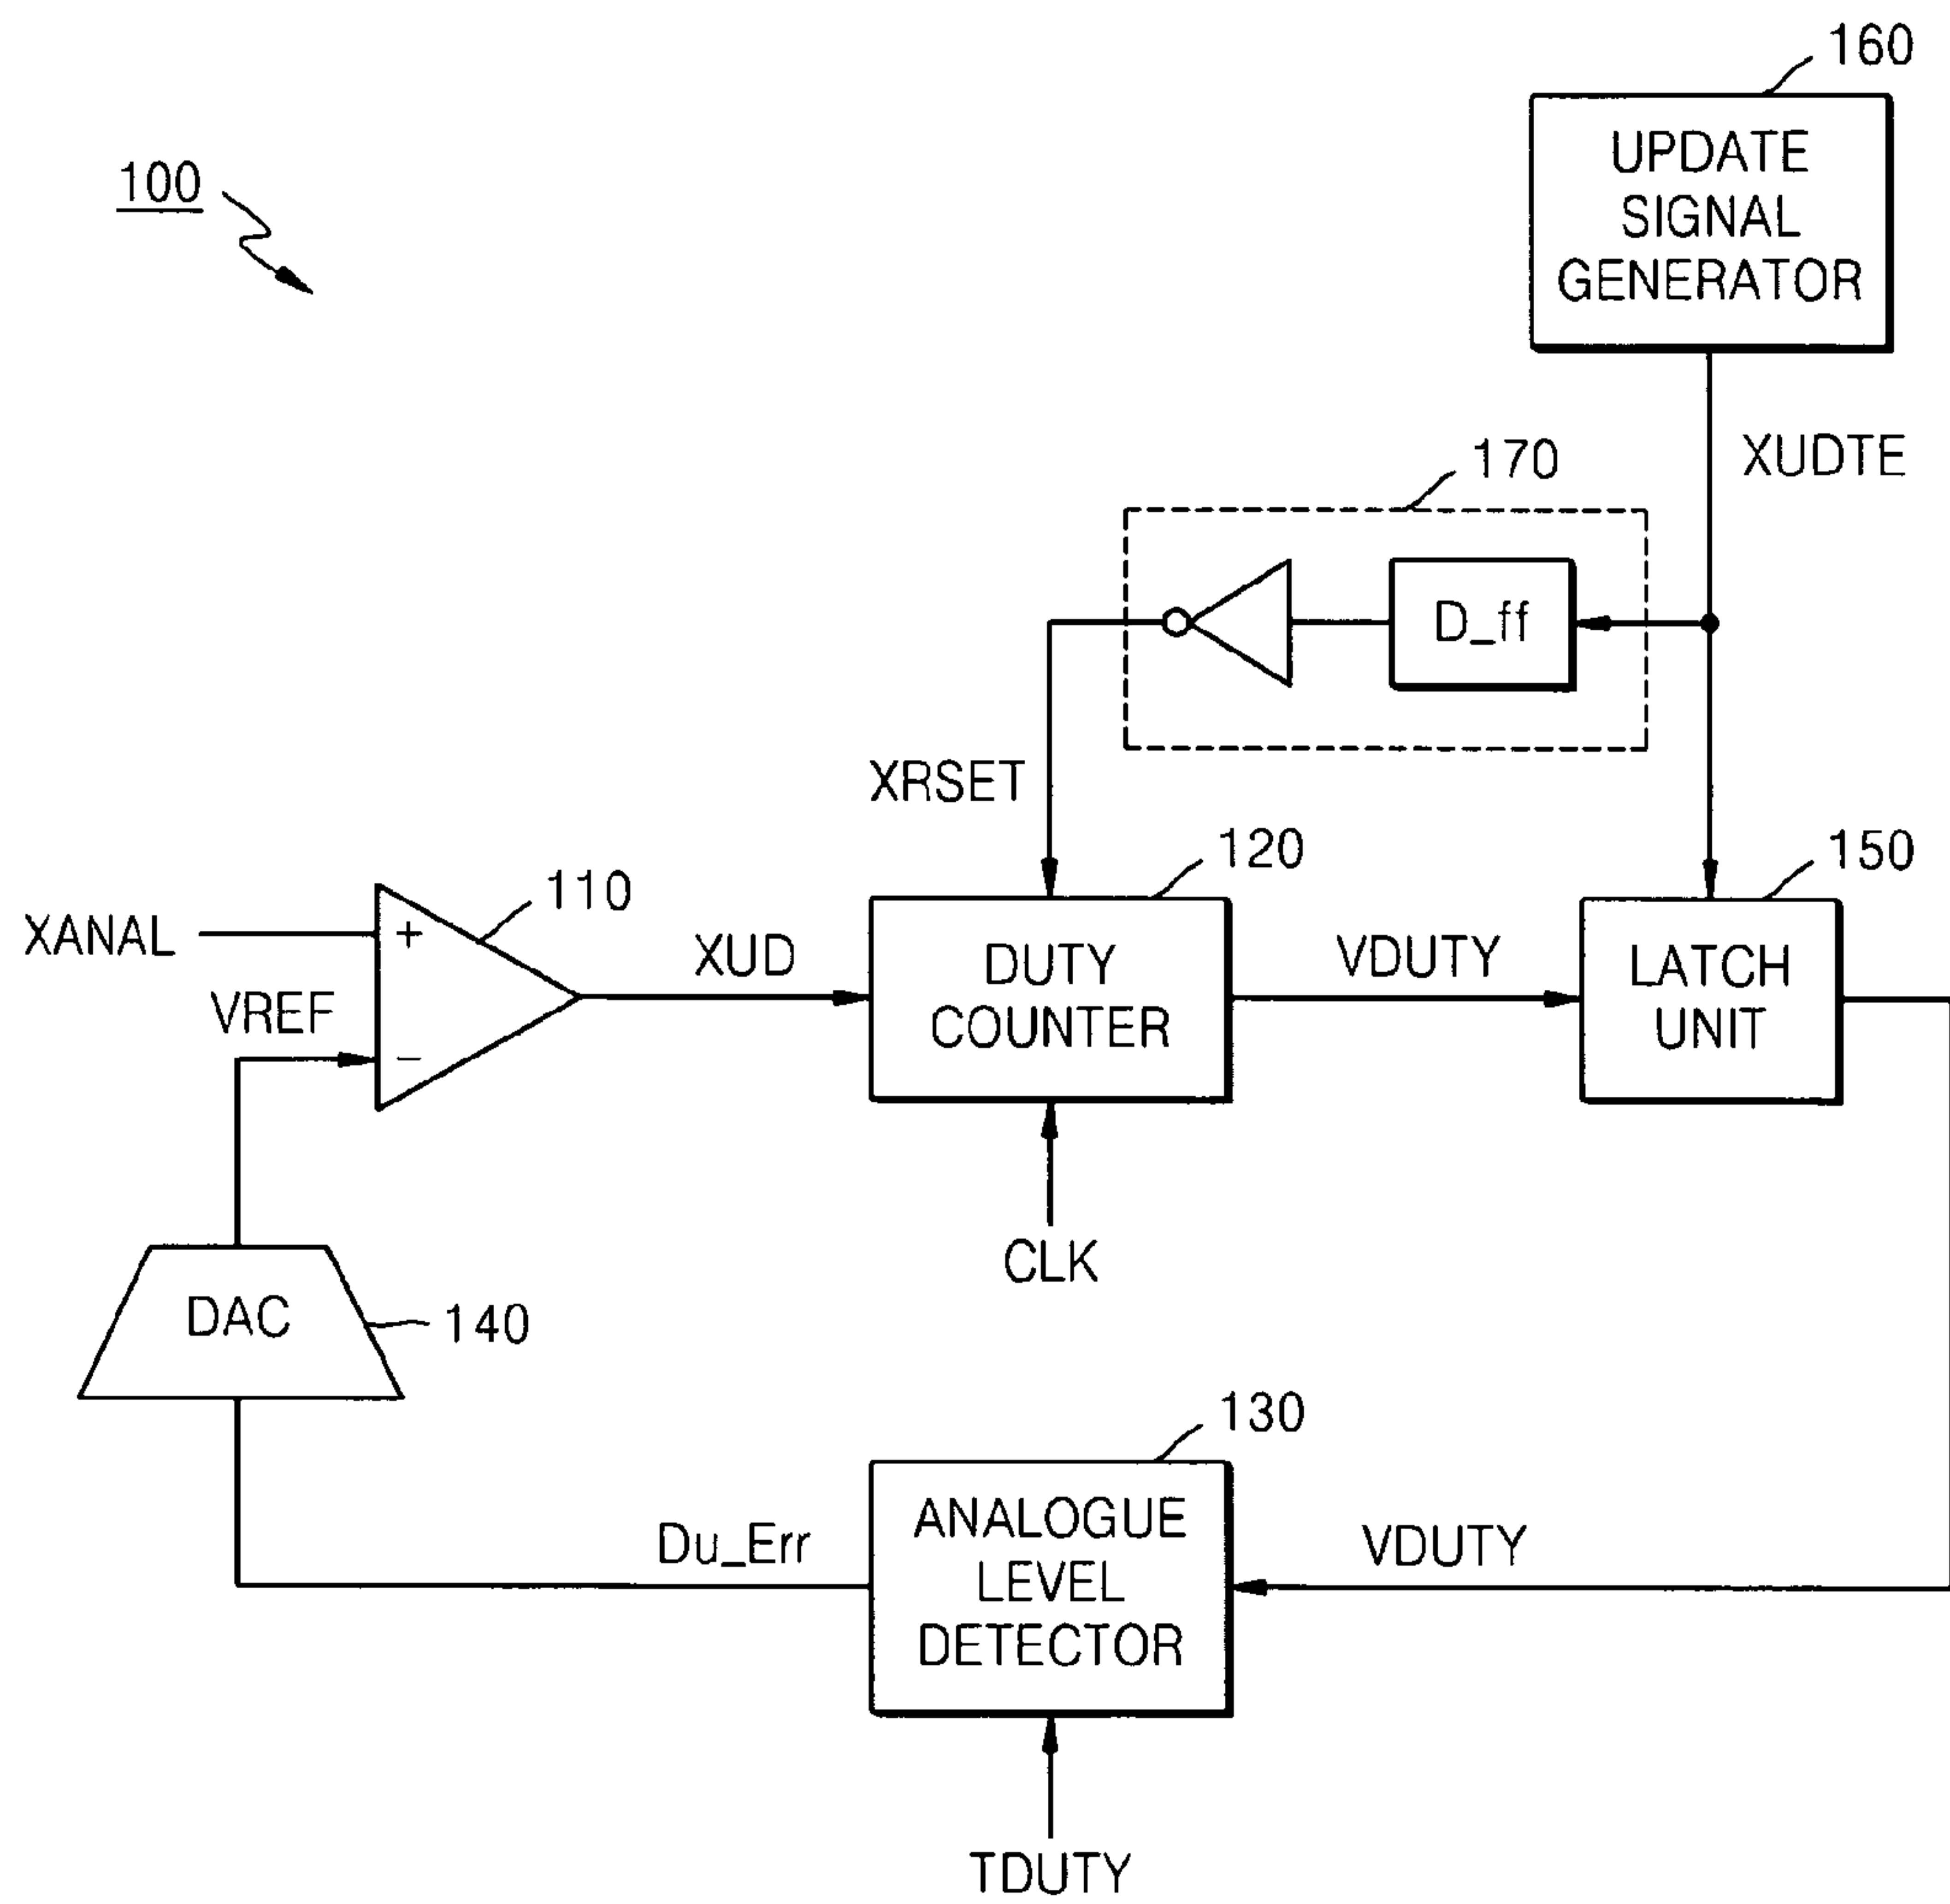 160
UPDATE
SIGNAL
GENERATOR
100
XUDTE
170
D_ff
XRSET
120
150
110
XANAL
+
XUD
DUTY
COUNTER
VDUTY
LATCH
UNIT
VREF
−
CLK
DAC
140
130
ANALOGUE
LEVEL
DETECTOR
Du_Err
VDUTY
TDUTY